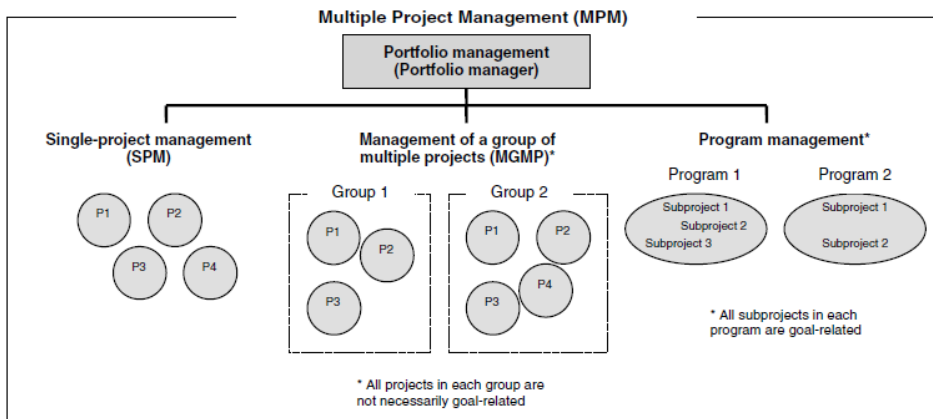 Multiple Project Management (MPM)
Portfolio management
(Portfolio manager)
Single-project management
(SPM)
P1
P2
P3
P4
Management of a group of
multiple projects (MGMP)*
Group 1
P1
P2
P3
Group 2
P1
P2
P4
P3
* All projects in each group are
not necessarily goal-related
Program management*
Program 1
Subproject 1
Subproject 2
Subproject 3
Program 2
Subproject 1
Subproject 2
* All subprojects in each
program are goal-related